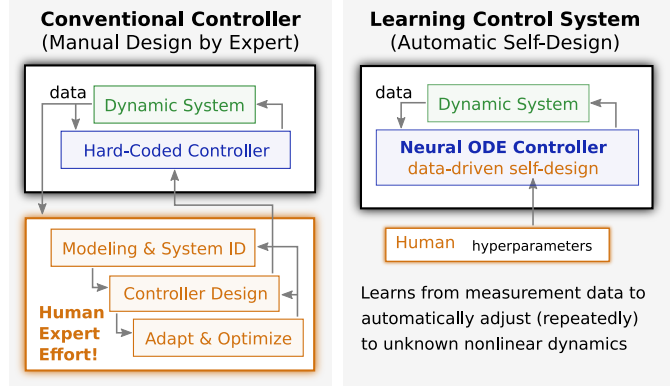 Conventional Controller
(Manual Design by Expert)
data
Dynamic System
Hard-Coded Controller
Modeling & System ID
Controller Design
Human
Expert
Effort!
Adapt & Optimize
Learning Control System
(Automatic Self-Design)
data
Dynamic System
Neural ODE Controller
data-driven self-design
Human hyperparameters
Learns from measurement data to
automatically adjust (repeatedly)
to unknown nonlinear dynamics